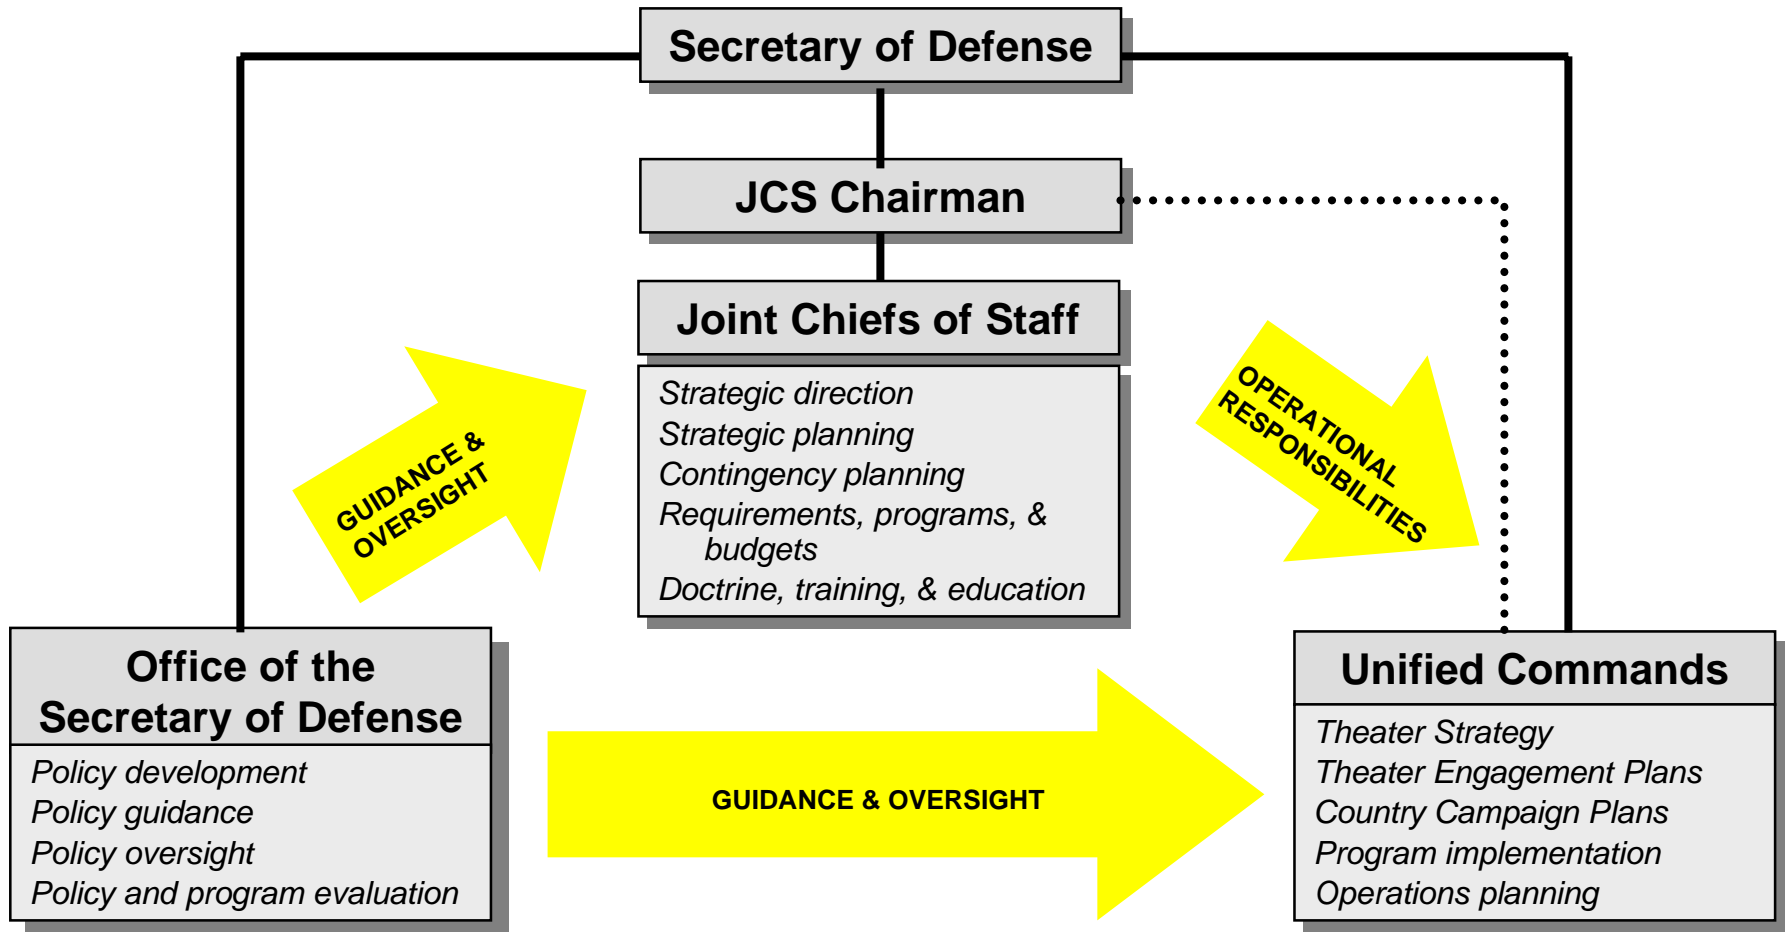 Secretary of Defense
JCS Chairman
Joint Chiefs of Staff
Strategic direction
Strategic planning
Contingency planning
Requirements, programs, &
budgets
Doctrine, training, & education
GUIDANCE &
OVERSIGHT
OPERATIONAL
RESPONSIBILITIES
Office of the
Secretary of Defense
Policy development
Policy guidance
Policy oversight
Policy and program evaluation
GUIDANCE & OVERSIGHT
Unified Commands
Theater Strategy
Theater Engagement Plans
Country Campaign Plans
Program implementation
Operations planning